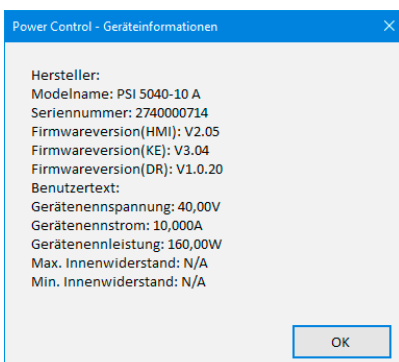 Power Control - Geräteinformationen
Hersteller:
Modelname: PSI 5040-10 A
Seriennummer: 2740000714
Firmwareversion(HMI): V2.05
Firmwareversion(KE): V3.04
Firmwareversion(DR): V1.0.20
Benutzertext:
Gerätenennspannung: 40,00V
Gerätenennstrom: 10,000A
Gerätenennleistung: 160,00W
Max. Innenwiderstand: N/A
Min. Innenwiderstand: N/A
OK